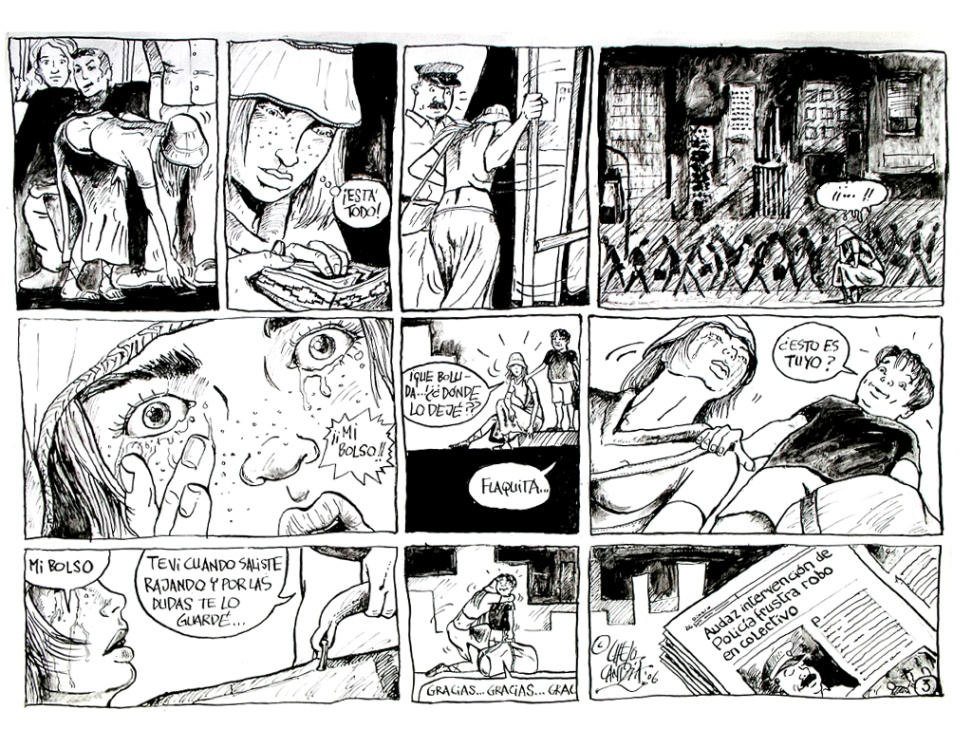 ¡ESTA'
TODO!
¡¡... !!
¡¡ MI
BOLSO !!
¡QUE BOLU-
DA... ¿¿ DÓNDE
LO DEJÉ ??
FLAQUITA...
¿ESTO ES
TUYO ?
Mi BOLSO
TE Vi CUANDO SALISTE
RAJANDO Y POR LAS
DUDAS TE LO
GUARDÉ...
GRACIAS... GRACIAS... GRAC
Audaz intervención de
Policía frustra robo
en colectivo
©
CHELO
CANDIA
'06
3